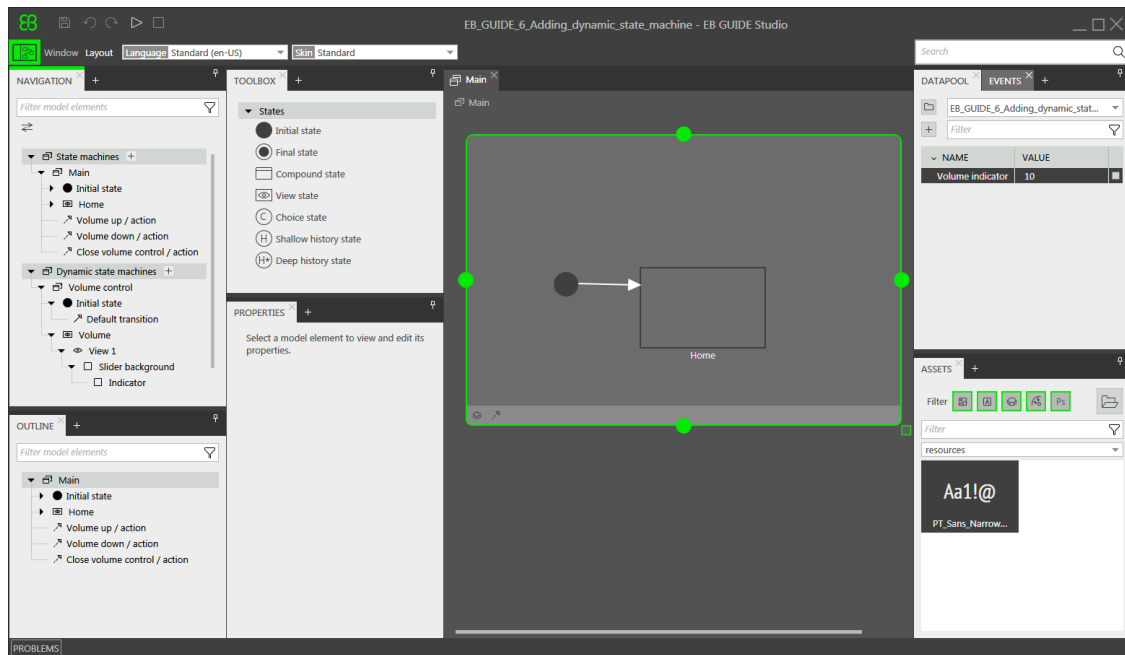 EB
EB_GUIDE_6_Adding_dynamic_state_machine - EB GUIDE Studio
Window Layout Language Standard (en-US) Skin Standard
Search
NAVIGATION
Filter model elements
State machines
Main
Initial state
Home
Volume up / action
Volume down / action
Close volume control / action
Dynamic state machines
Volume control
Initial state
Default transition
Volume
View 1
Slider background
Indicator
OUTLINE
Filter model elements
Main
Initial state
Home
Volume up / action
Volume down / action
Close volume control / action
TOOLBOX
States
Initial state
Final state
Compound state
View state
C Choice state
H Shallow history state
H* Deep history state
PROPERTIES
Select a model element to view and edit its
properties.
Main
Main
Home
DATAPOOL EVENTS
EB_GUIDE_6_Adding_dynamic_stat...
Filter
NAME VALUE
Volume indicator 10
ASSETS
Filter A Ps
Filter
resources
Aa1!@
PT_Sans_Narrow...
PROBLEMS